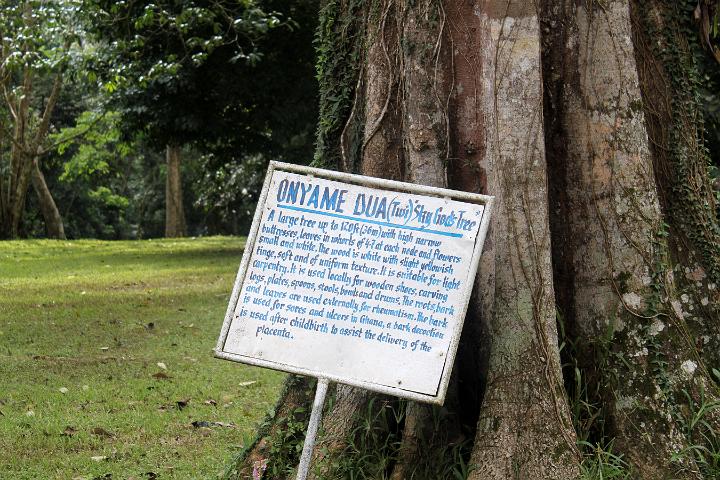 ONYAME DUA (Twi) Sky God's Tree
A large tree up to 120ft (36m) with high narrow
buttresses, leaves in whorls of 4-7 at each node and flowers
small and white. The wood is white with slight yellowish
tinge, soft and of uniform texture. It is suitable for light
carpentry. It is used locally for wooden shoes, carving
legs, plates, spoons, stools, bowls and drums. The roots, bark
and leaves are used externally for rheumatism. The bark
is used for sores and ulcers in Ghana, a bark decoction
is used after childbirth to assist the delivery of the
placenta.